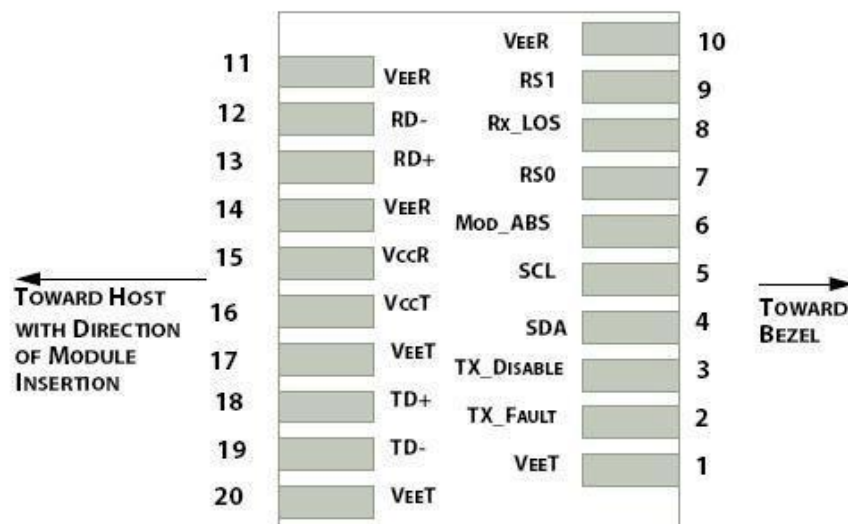 VEER 10
11 VEER
RS1 9
12 RD-
RX_LOS 8
13 RD+
RS0 7
14 VEER
MOD_ABS 6
15 VCCR
SCL 5
TOWARD HOST
WITH DIRECTION
OF MODULE
INSERTION
TOWARD
BEZEL
16 VCCT
SDA 4
17 VEET
TX_DISABLE 3
18 TD+
TX_FAULT 2
19 TD-
VEET 1
20 VEET